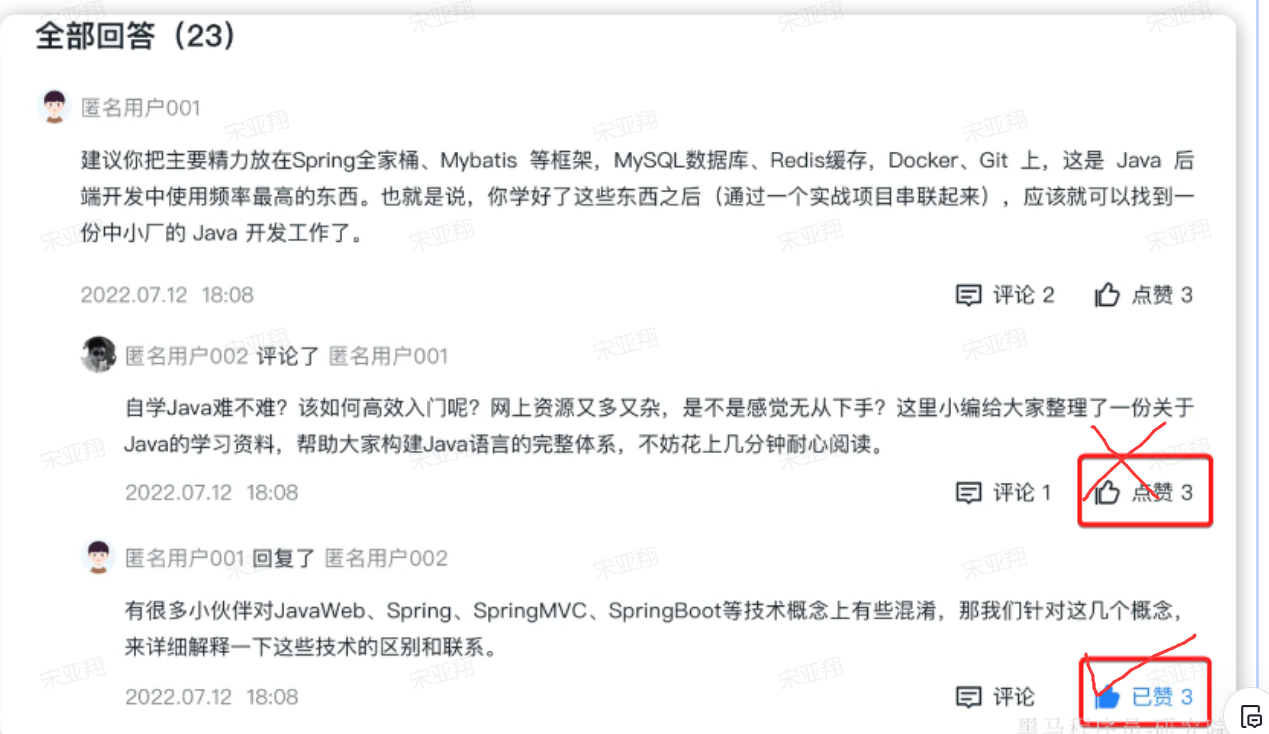 全部回答（23）
匿名用户001
建议你把主要精力放在Spring全家桶、Mybatis 等框架，MySQL数据库、Redis缓存，Docker、Git 上，这是 Java 后
端开发中使用频率最高的东西。也就是说，你学好了这些东西之后（通过一个实战项目串联起来），应该就可以找到一
份中小厂的 Java 开发工作了。
2022.07.12 18:08 评论 2 点赞 3
匿名用户002 评论了 匿名用户001
自学Java难不难？该如何高效入门呢？网上资源又多又杂，是不是感觉无从下手？这里小编给大家整理了一份关于
Java的学习资料，帮助大家构建Java语言的完整体系，不妨花上几分钟耐心阅读。
2022.07.12 18:08 评论 1 点赞 3
匿名用户001 回复了 匿名用户002
有很多小伙伴对JavaWeb、Spring、SpringMVC、SpringBoot等技术概念上有些混淆，那我们针对这几个概念，
来详细解释一下这些技术的区别和联系。
2022.07.12 18:08 评论 已赞 3
宋亚翔